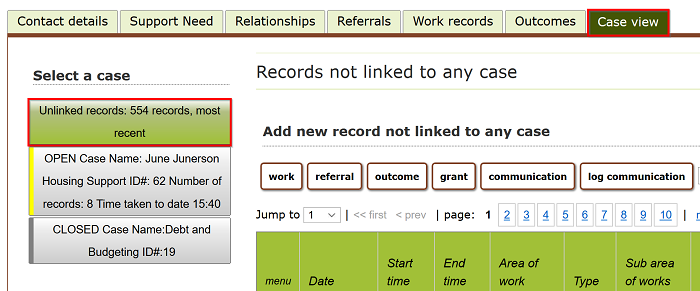 Contact details Support Need Relationships Referrals Work records Outcomes Case view
Select a case
Unlinked records: 554 records, most
recent
OPEN Case Name: June Junerson
Housing Support ID#: 62 Number of
records: 8 Time taken to date 15:40
CLOSED Case Name:Debt and
Budgeting ID#:19
Records not linked to any case
Add new record not linked to any case
work referral outcome grant communication log communication
Jump to 1 | << first < prev | page: 1 2 3 4 5 6 7 8 9 10 |
menu Date Start time End time Area of work Type Sub area of works